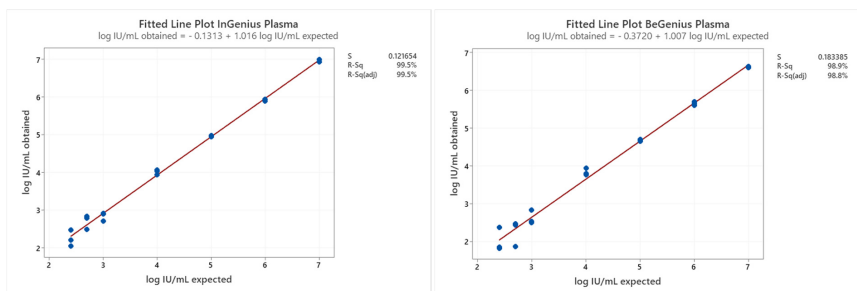 Fitted Line Plot InGenius Plasma
log IU/mL obtained = - 0.1313 + 1.016 log IU/mL expected
S 0.121654
R-Sq 99.5%
R-Sq(adj) 99.5%
7
6
5
4
3
2
log IU/mL obtained
2 3 4 5 6 7
log IU/mL expected
Fitted Line Plot BeGenius Plasma
log IU/mL obtained = - 0.3720 + 1.007 log IU/mL expected
S 0.183385
R-Sq 98.9%
R-Sq(adj) 98.8%
7
6
5
4
3
2
log IU/mL obtained
2 3 4 5 6 7
log IU/mL expected